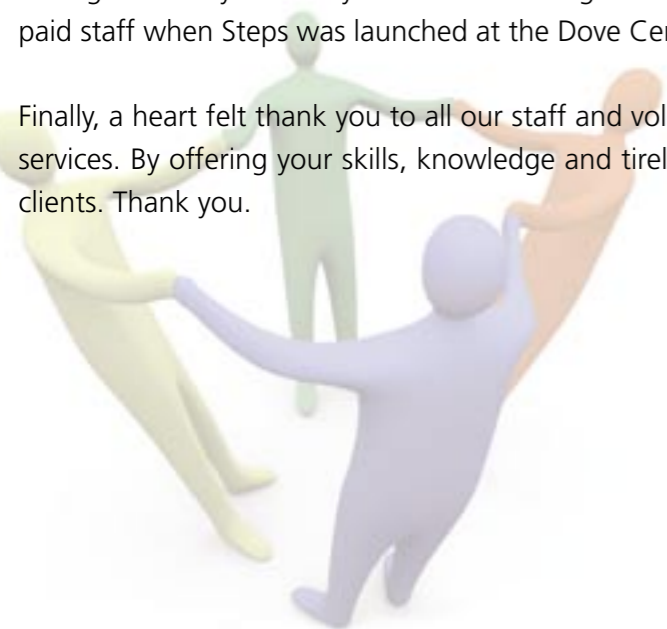 paid staff when Steps was launched at the Dove Cer
Finally, a heart felt thank you to all our staff and vol
services. By offering your skills, knowledge and tirel
clients. Thank you.